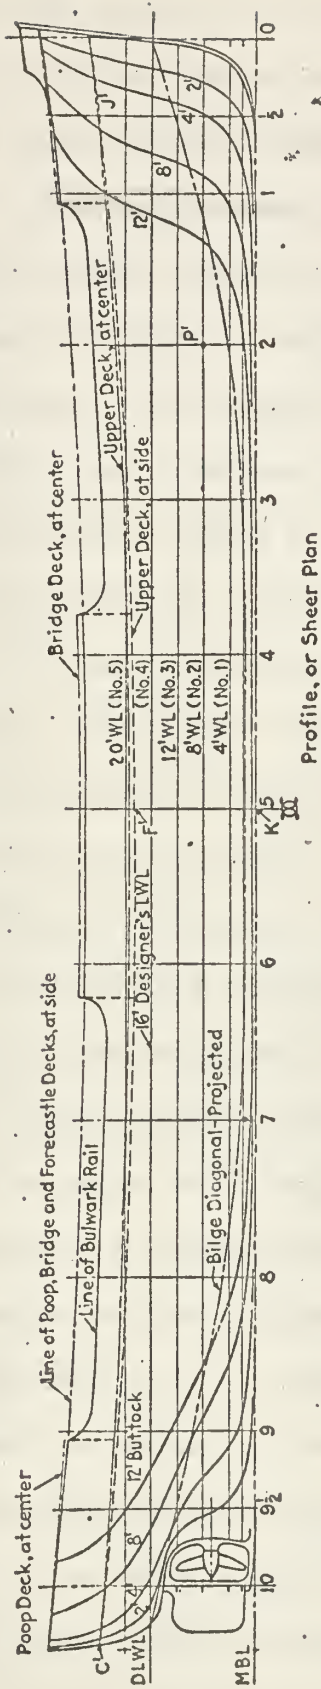 Poop Deck, at center
Line of Poop, Bridge and Forecastle Decks, at side
Line of Bulwark Rail
Bridge Deck, at center
Upper Deck, at center
Upper Deck, at side
12' Buttock
8'
4'
2'
C'
DLWL
MBL
16' Designer's LWL
Bilge Diagonal-Projected
20' WL (No.5)
(No.4)
12' WL (No.3)
8' WL (No.2)
4' WL (No.1)
F'
P'
J'
12'
8'
4'
2'
10
9½
9
8
7
6
K 5
4
3
2
1
½
0
Profile, or Sheer Plan